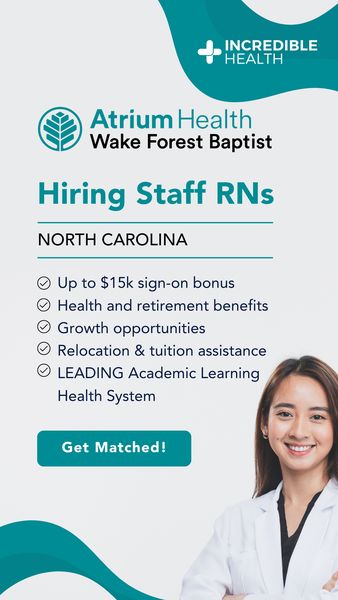 INCREDIBLE
HEALTH
Atrium Health
Wake Forest Baptist
Hiring Staff RNs
NORTH CAROLINA
Up to $15k sign-on bonus
Health and retirement benefits
Growth opportunities
Relocation & tuition assistance
LEADING Academic Learning
Health System
Get Matched!